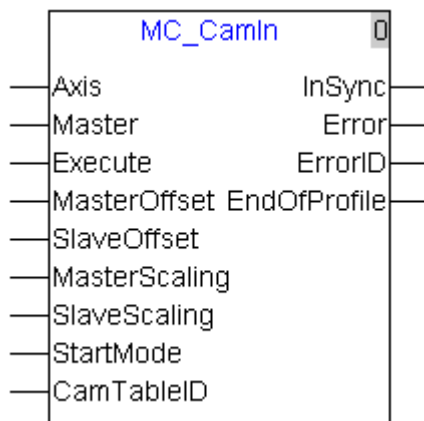 MC_CamIn 0
Axis InSync
Master Error
Execute ErrorID
MasterOffset EndOfProfile
SlaveOffset
MasterScaling
SlaveScaling
StartMode
CamTableID